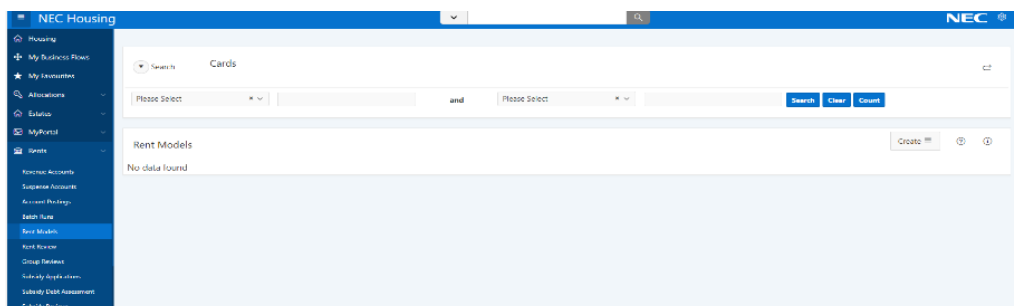 NEC Housing
NEC
Housing
My Business Flows
My Favourites
Allocations
Estates
MyPortal
Rents
Revenue Accounts
Suspense Accounts
Account Postings
Batch Runs
Rent Models
Rent Review
Group Reviews
Subsidy Applications
Subsidy Debt Assessment
Subsidy Reviews
Search Cards
Please Select and Please Select Search Clear Count
Rent Models Create
No data found